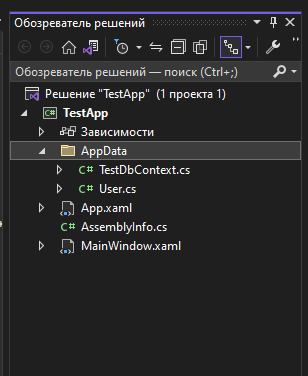 Обозреватель решений
Обозреватель решений — поиск (Ctrl+;)
Решение "TestApp" (1 проекта 1)
TestApp
Зависимости
AppData
TestDbContext.cs
User.cs
App.xaml
AssemblyInfo.cs
MainWindow.xaml